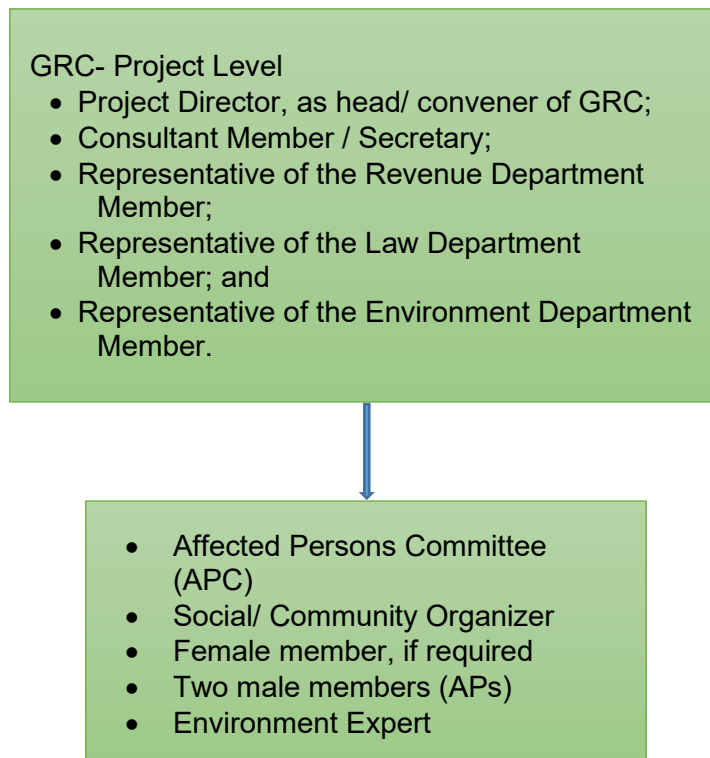 GRC- Project Level
• Project Director, as head/ convener of GRC;
• Consultant Member / Secretary;
• Representative of the Revenue Department
Member;
• Representative of the Law Department
Member; and
• Representative of the Environment Department
Member.
• Affected Persons Committee
(APC)
• Social/ Community Organizer
• Female member, if required
• Two male members (APs)
• Environment Expert